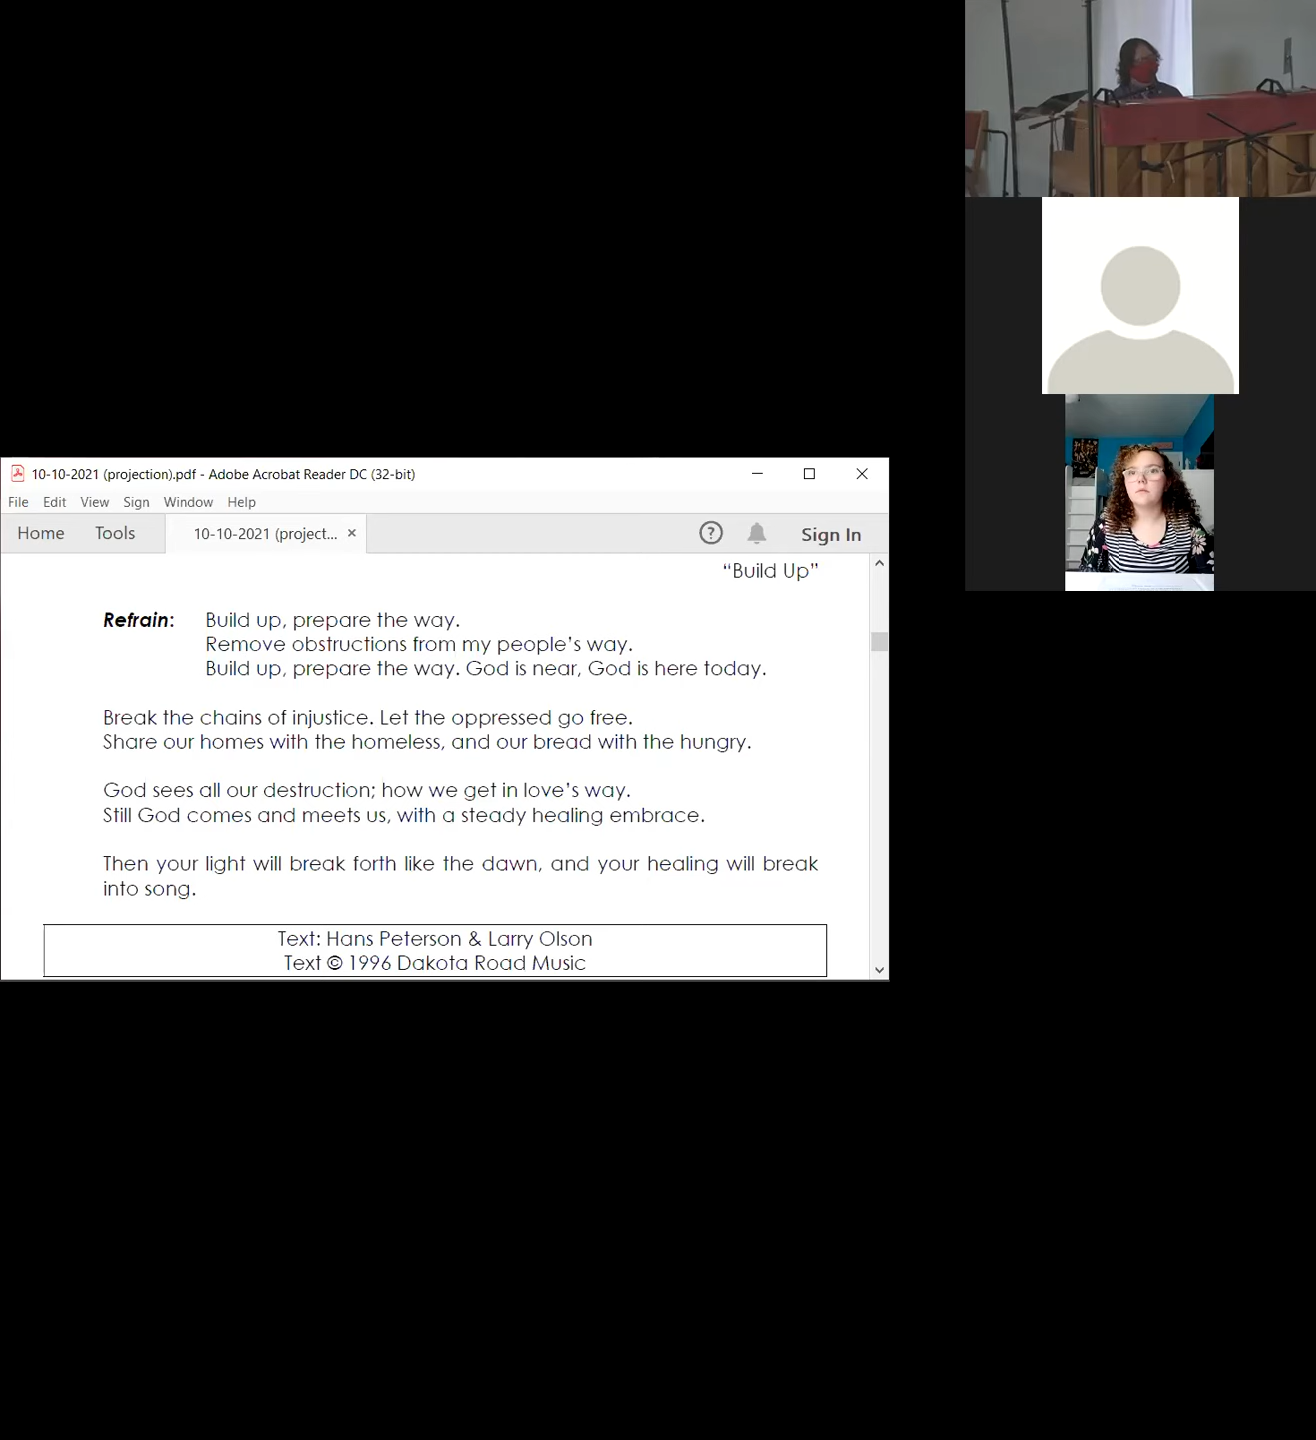 10-10-2021 (projection).pdf - Adobe Acrobat Reader DC (32-bit)
File Edit View Sign Window Help
Home Tools 10-10-2021 (project... × ? Sign In
“Build Up”
Refrain: Build up, prepare the way.
Remove obstructions from my people’s way.
Build up, prepare the way. God is near, God is here today.
Break the chains of injustice. Let the oppressed go free.
Share our homes with the homeless, and our bread with the hungry.
God sees all our destruction; how we get in love’s way.
Still God comes and meets us, with a steady healing embrace.
Then your light will break forth like the dawn, and your healing will break
into song.
Text: Hans Peterson & Larry Olson
Text © 1996 Dakota Road Music